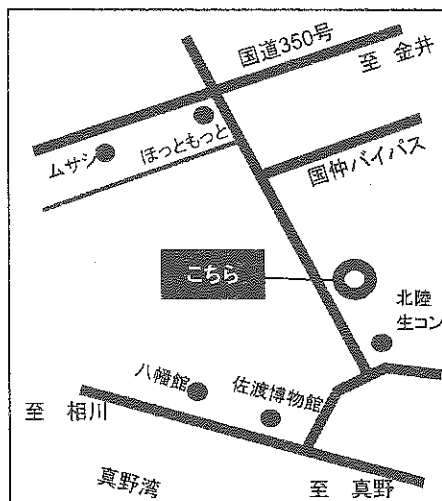 国道350号
至 金井
ほっともっと
ムサシ
国仲バイパス
こちら
北陸
生コン
八幡館
佐渡博物館
至 相川
真野湾
至 真野